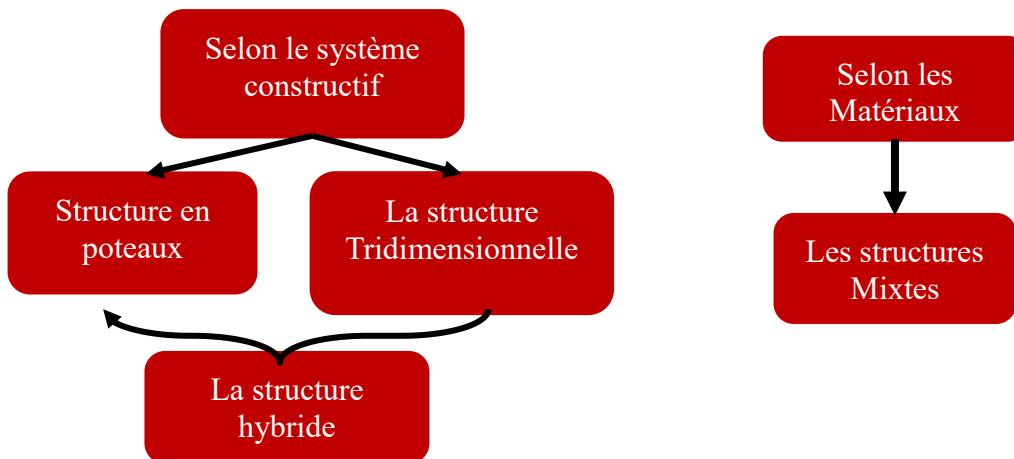 Selon le système
constructif
Selon les
Matériaux
Structure en
poteaux
La structure
Tridimensionnelle
Les structures
Mixtes
La structure
hybride